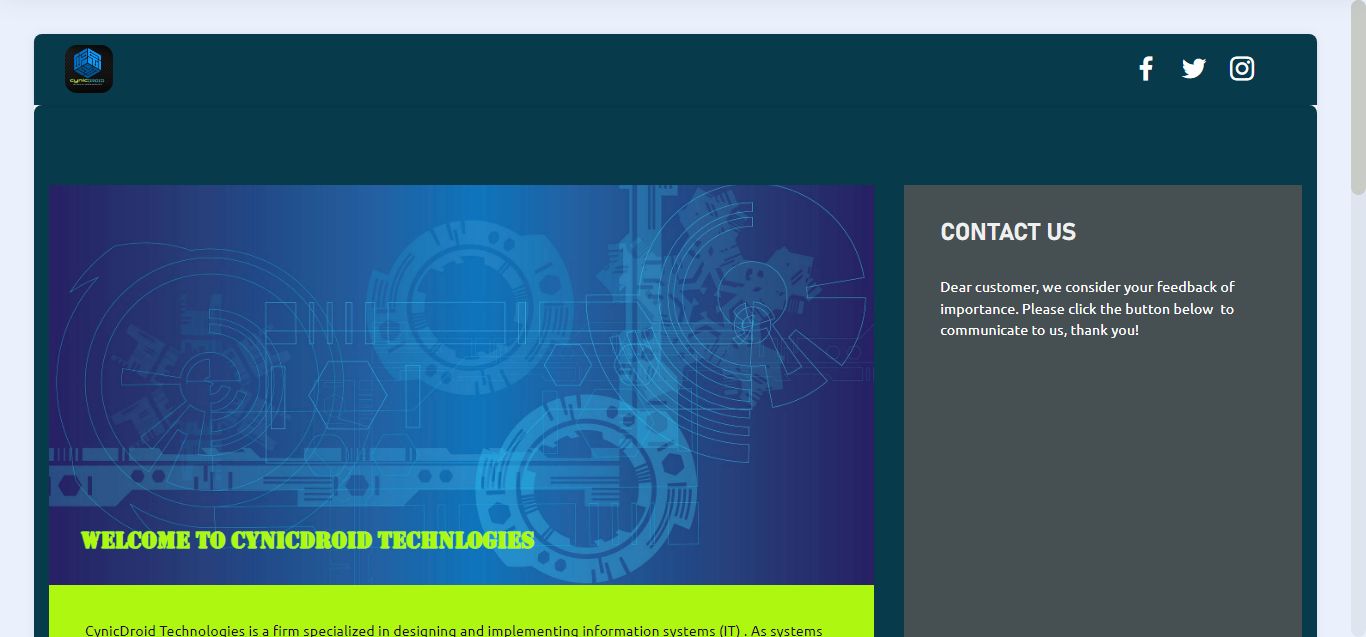 CYNICDROID
CONTACT US
Dear customer, we consider your feedback of
importance. Please click the button below  to
communicate to us, thank you!
WELCOME TO CYNICDROID TECHNLOGIES
CynicDroid Technologies is a firm specialized in designing and implementing information systems (IT) . As systems